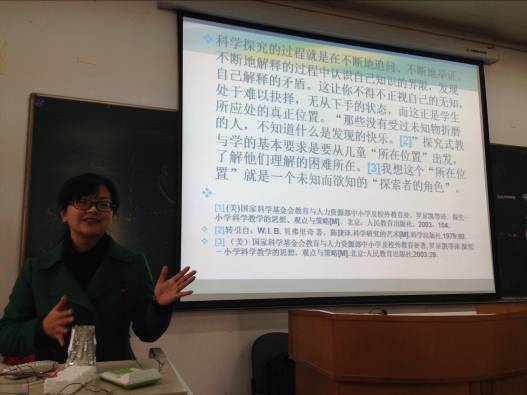 科学探究的过程就是在不断地追问、不断地举证、
不断地解释的过程中认识自己知识的界限,发现
自己解释的矛盾。这让你不得不正视自己的无知,
处于难以抉择,无从下手的状态,而这正是学生
所应处的真正位置。“那些没有受过未知物折磨
的人,不知道什么是发现的快乐。[2]”探究式教
与学的基本要求是要从儿童“所在位置”出发,
了解他们理解的困难所在。[3]我想这个“所在位
置”就是一个未知而欲知的“探索者的角色”。
[1] (美)国家科学基金会教育与人力资源部中小学及校外教育处. 罗星凯等译. 探究
—小学科学教学的思想、观点与策略[M]. 北京: 人民教育出版社, 2003: 104.
[2]转引自: W.I.B. 贝弗里奇著, 陈捷译.科学研究的艺术[M].科学出版社.1979:60.
[3] (美)国家科学基金会教育与人力资源部中小学及校外教育处著.罗星凯等译.探究
—小学科学教学的思想、观点与策略[M].北京:人民教育出版社,2003:29.